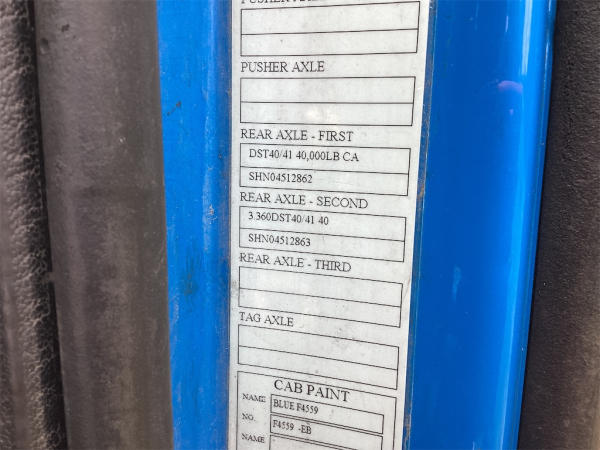 PUSHER AXLE
REAR AXLE - FIRST
DST40/41 40,000LB CA
SHN04512862
REAR AXLE - SECOND
3.360DST40/41 40
SHN04512863
REAR AXLE - THIRD
TAG AXLE
CAB PAINT
NAME BLUE F4559
NO. F4559 -EB
NAME